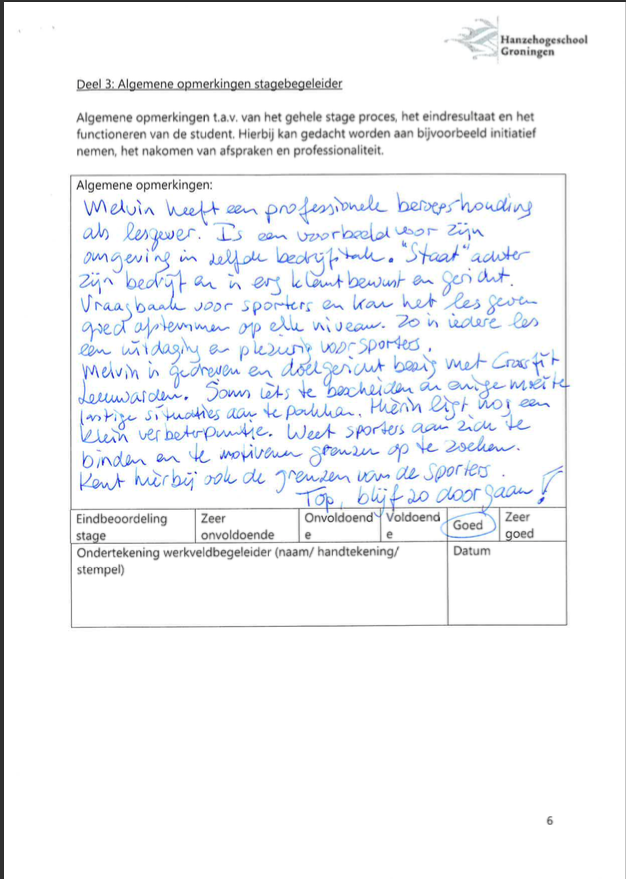 Hanzehogeschool
Groningen
Deel 3: Algemene opmerkingen stagebegeleider
Algemene opmerkingen t.a.v. van het gehele stage proces, het eindresultaat en het
functioneren van de student. Hierbij kan gedacht worden aan bijvoorbeeld initiatief
nemen, het nakomen van afspraken en professionaliteit.
Algemene opmerkingen:
Melvin heeft een professionele beroepshouding
als lesgever. Is een voorbeeld voor zijn
omgeving in zelfde bedrijfstak. "Staat" achter
zijn bedrijf en is erg klantbewust en gericht.
Vraagbaak voor sporters en kan het les geven
goed afstemmen op elk niveau. Zo is iedere les
een uitdaging en plezierig voor sporters.
Melvin is gedreven en doelgericht bezig met Crossfit
Leeuwarden. Soms iets te bescheiden en enige moeite
lastige situaties aan te pakken. Hierin ligt nog een
klein verbeterpuntje. Weet sporters aan zich te
binden en te motiveren grenzen op te zoeken.
Kent hierbij ook de grenzen van de sporters.
Top, blijf zo doorgaan!
Eindbeoordeling stage
Zeer onvoldoende
Onvoldoend e
Voldoend e
Goed
Zeer goed
Ondertekening werkveldbegeleider (naam/ handtekening/
stempel)
Datum
6